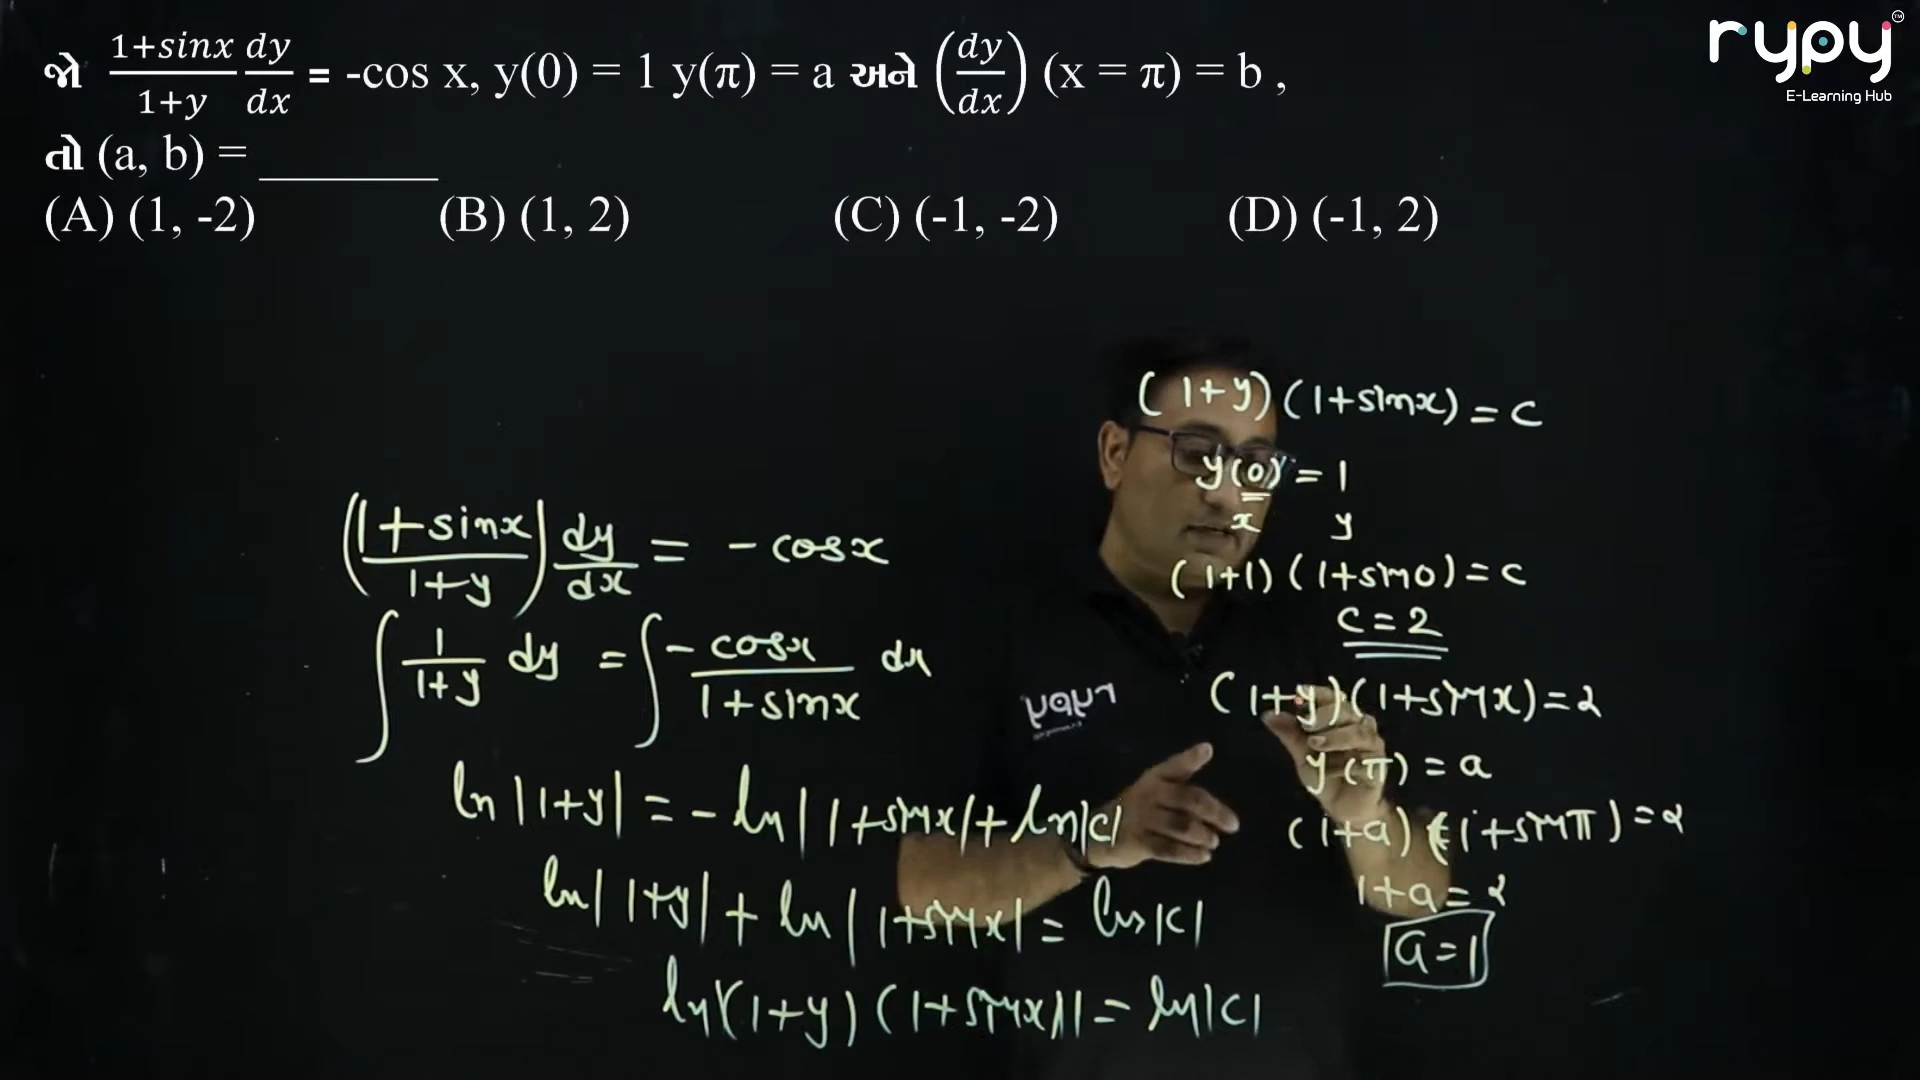 જો (1+sinx)/(1+y) dy/dx = -cos x, y(0) = 1 y(π) = a અને (dy/dx) (x = π) = b ,
તો (a, b) = ________
(A) (1, -2) (B) (1, 2) (C) (-1, -2) (D) (-1, 2)
rypy™
E-Learning Hub
((1+sinx)/(1+y)) dy/dx = - cosx
∫ 1/(1+y) dy = ∫ - cosx/(1+sinx) dx
ln |1+y| = - ln |1+sinx| + ln|c|
ln |1+y| + ln |1+sinx| = ln |c|
ln |(1+y) (1+sinx)| = ln |c|
(1+y) (1+sinx) = c
y(0) = 1
x y
(1+1) (1+sin0) = c
c = 2
(1+y) (1+sinx) = 2
y(π) = a
(1+a) (1+sinπ) = 2
1+a = 2
a = 1
rypy